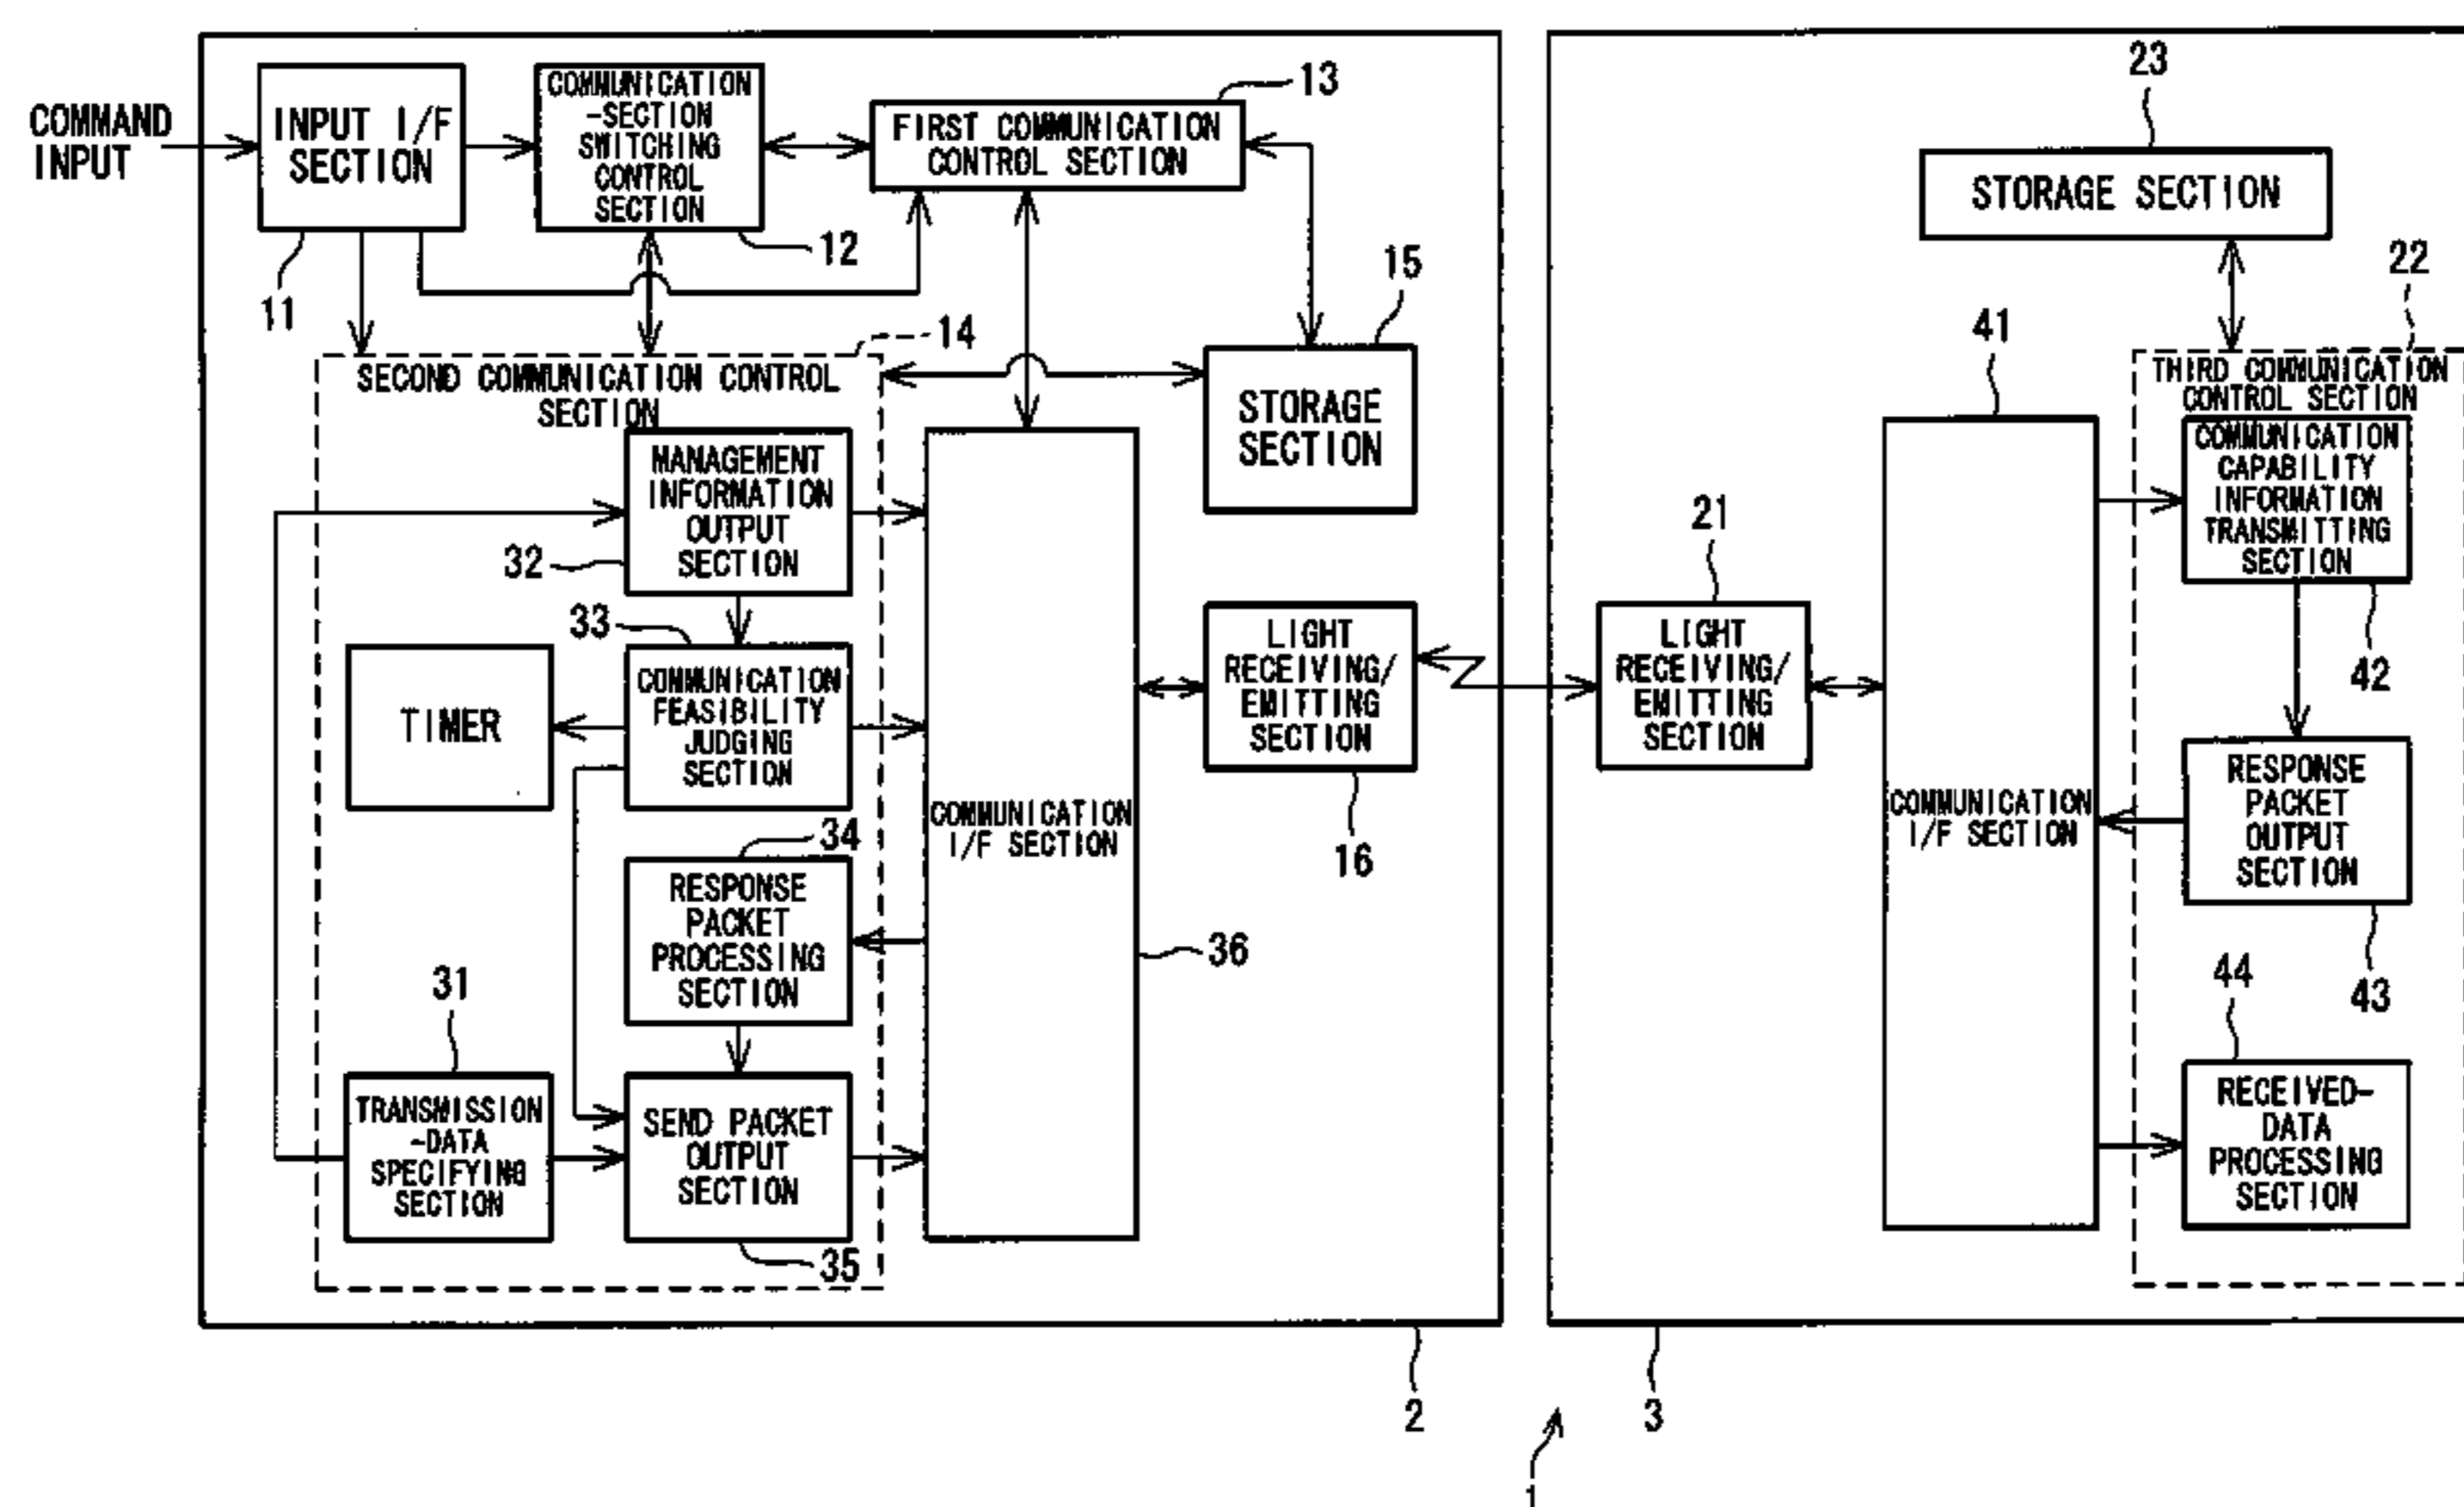 COMMAND
INPUT
INPUT I/F
SECTION
11
COMMUNICATION
-SECTION
SWITCHING
CONTROL
SECTION
12
FIRST COMMUNICATION
CONTROL SECTION
13
14
SECOND COMMUNICATION CONTROL
SECTION
15
STORAGE
SECTION
MANAGEMENT
INFORMATION
OUTPUT
SECTION
32
33
TIMER
COMMUNICATION
FEASIBILITY
JUDGING
SECTION
34
RESPONSE
PACKET
PROCESSING
SECTION
31
TRANSMISSION
-DATA
SPECIFYING
SECTION
SEND PACKET
OUTPUT
SECTION
35
COMMUNICATION
I/F SECTION
36
LIGHT
RECEIVING/
EMITTING
SECTION
16
2
23
STORAGE SECTION
22
THIRD COMMUNICATION
CONTROL SECTION
41
COMMUNICATION
I/F SECTION
21
LIGHT
RECEIVING/
EMITTING
SECTION
COMMUNICATION
CAPABILITY
INFORMATION
TRANSMITTING
SECTION
42
RESPONSE
PACKET
OUTPUT
SECTION
43
44
RECEIVED-
DATA
PROCESSING
SECTION
3
1